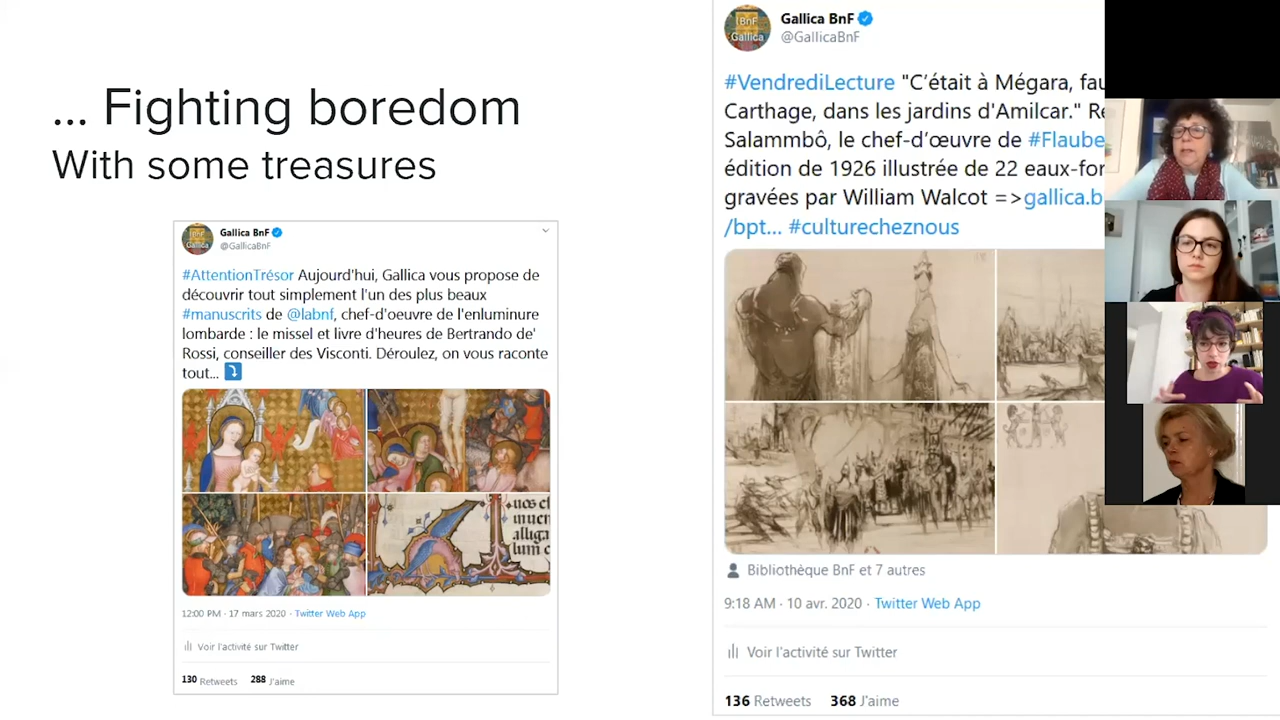 ... Fighting boredom
With some treasures
Gallica BnF
@GallicaBnF
#AttentionTrésor Aujourd'hui, Gallica vous propose de
découvrir tout simplement l'un des plus beaux
#manuscrits de @labnf, chef-d'oeuvre de l'enluminure
lombarde : le missel et livre d'heures de Bertrando de'
Rossi, conseiller des Visconti. Déroulez, on vous raconte
tout...
12:00 PM · 17 mars 2020 · Twitter Web App
Voir l'activité sur Twitter
130 Retweets 288 J'aime
Gallica BnF
@GallicaBnF
#VendrediLecture "C'était à Mégara, fau
Carthage, dans les jardins d'Amilcar." Re
Salammbô, le chef-d'œuvre de #Flaube
édition de 1926 illustrée de 22 eaux-for
gravées par William Walcot =>gallica.b
/bpt... #culturecheznous
Bibliothèque BnF et 7 autres
9:18 AM · 10 avr. 2020 · Twitter Web App
Voir l'activité sur Twitter
136 Retweets 368 J'aime